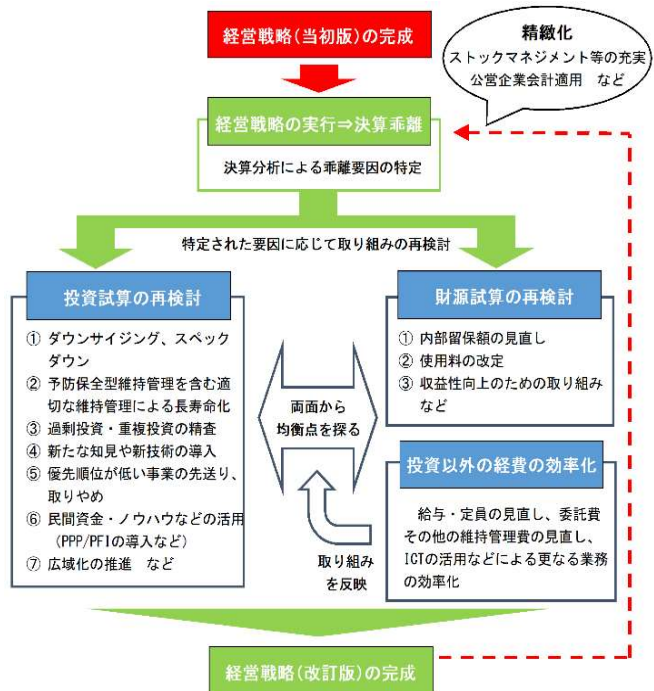 経営戦略(当初版)の完成
精緻化
ストックマネジメント等の充実
公営企業会計適用 など
経営戦略の実行⇒決算乖離
決算分析による乖離要因の特定
特定された要因に応じて取り組みの再検討
投資試算の再検討
① ダウンサイジング、スペック
ダウン
② 予防保全型維持管理を含む適
切な維持管理による長寿命化
③ 過剰投資・重複投資の精査
④ 新たな知見や新技術の導入
⑤ 優先順位が低い事業の先送り、
取りやめ
⑥ 民間資金・ノウハウなどの活用
(PPP/PFIの導入など)
⑦ 広域化の推進 など
両面から
均衡点を探る
取り組み
を反映
財源試算の再検討
① 内部留保額の見直し
② 使用料の改定
③ 収益性向上のための取り組み
など
投資以外の経費の効率化
給与・定員の見直し、委託費
その他の維持管理費の見直し、
ICTの活用などによる更なる業務
の効率化
経営戦略(改訂版)の完成